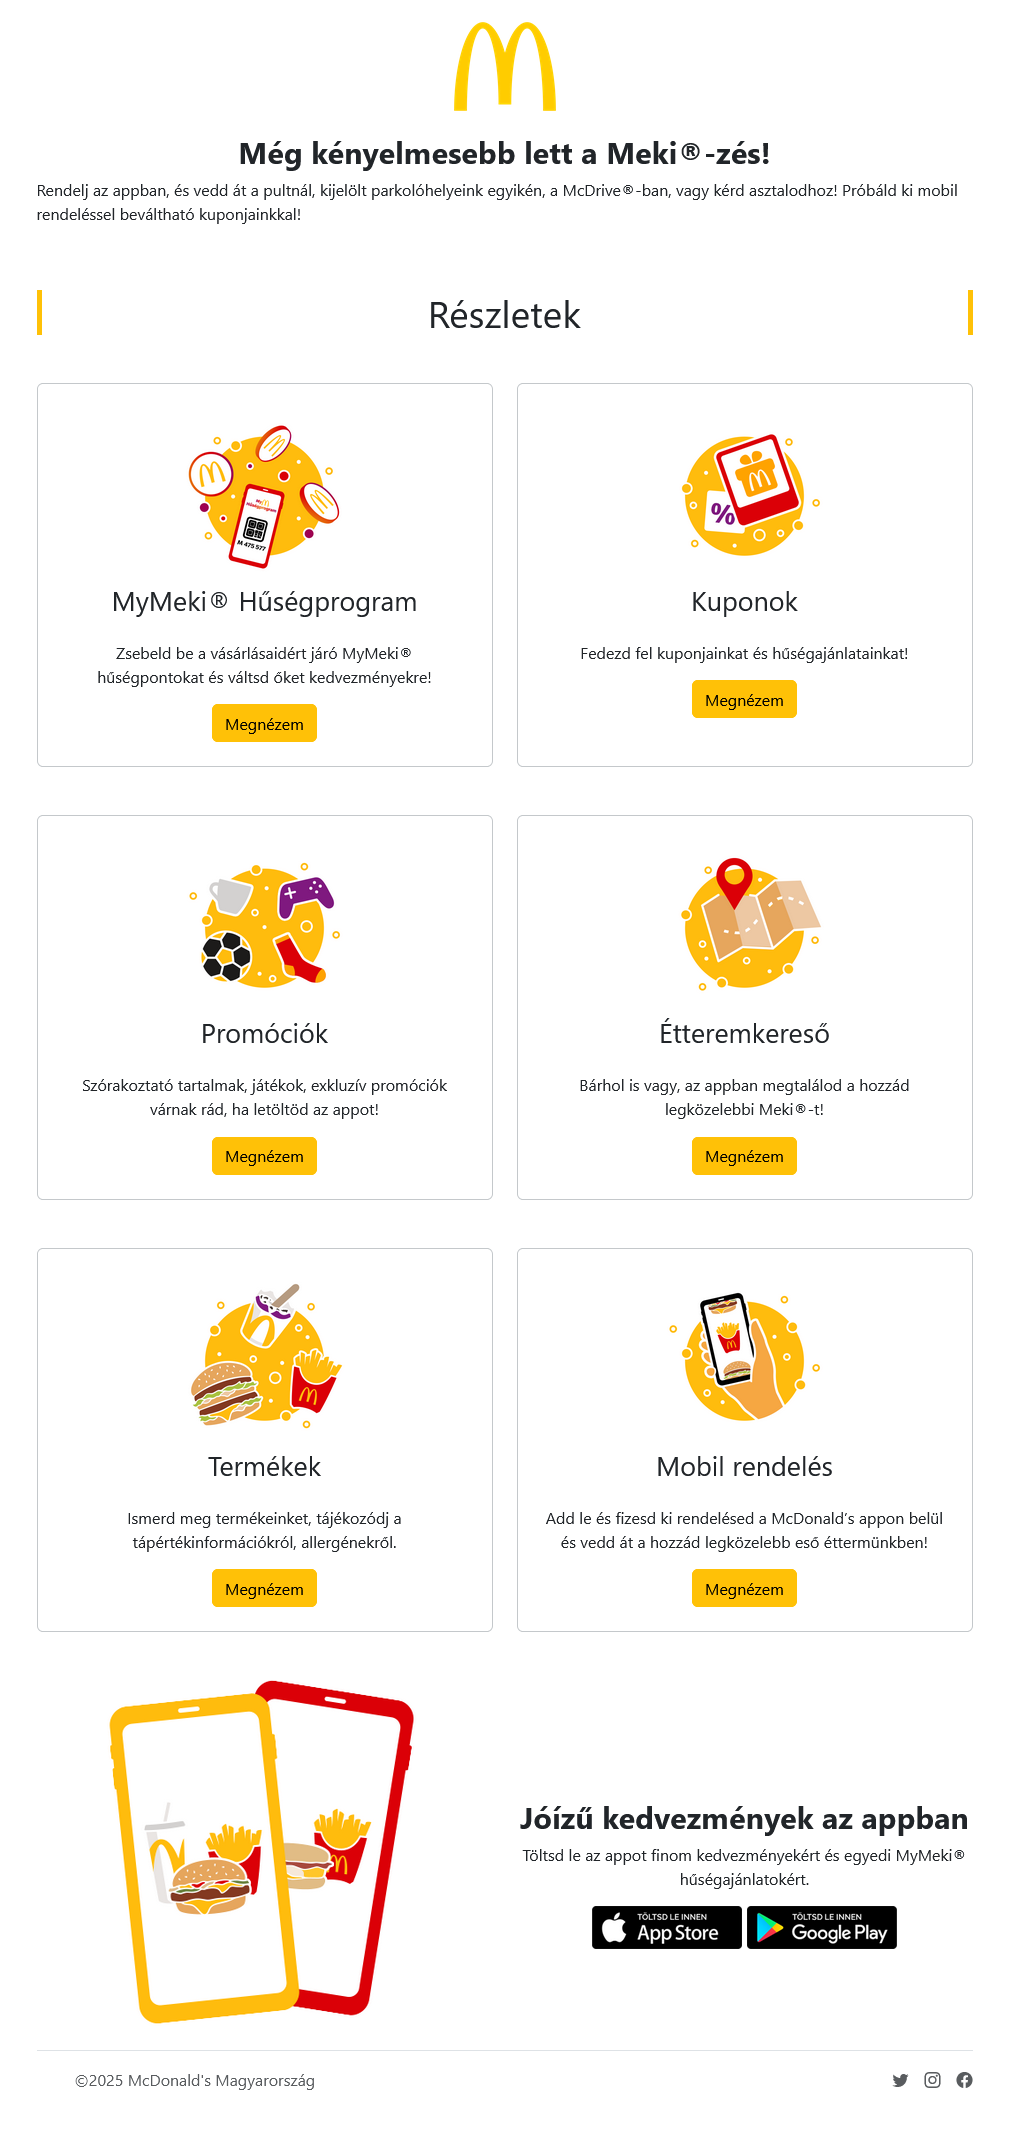 Még kényelmesebb lett a Meki®-zés!
Rendelj az appban, és vedd át a pultnál, kijelölt parkolóhelyeink egyikén, a McDrive®-ban, vagy kérd asztalodhoz! Próbáld ki mobil
rendeléssel beváltható kuponjainkkal!
Részletek
MyM
Hűségprogram
M 475 577
MyMeki® Hűségprogram
Zsebeld be a vásárlásaidért járó MyMeki®
hűségpontokat és váltsd őket kedvezményekre!
Megnézem
%
Kuponok
Fedezd fel kuponjainkat és hűségajánlatainkat!
Megnézem
Promóciók
Szórakoztató tartalmak, játékok, exkluzív promóciók
várnak rád, ha letöltöd az appot!
Megnézem
Étteremkereső
Bárhol is vagy, az appban megtalálod a hozzád
legközelebbi Meki®-t!
Megnézem
Termékek
Ismerd meg termékeinket, tájékozódj a
tápértékinformációkról, allergénekről.
Megnézem
Mobil rendelés
Add le és fizesd ki rendelésed a McDonald's appon belül
és vedd át a hozzád legközelebb eső éttermünkben!
Megnézem
Jóízű kedvezmények az appban
Töltsd le az appot finom kedvezményekért és egyedi MyMeki®
hűségajánlatokért.
TÖLTSD LE INNEN
App Store
TÖLTSD LE INNEN
Google Play
©2025 McDonald's Magyarország